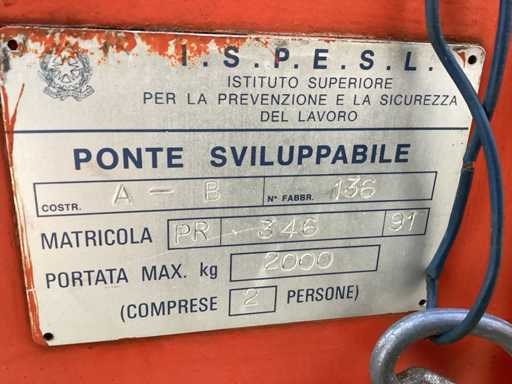 I.S.P.E.S.L.
ISTITUTO SUPERIORE
PER LA PREVENZIONE E LA SICUREZZA
DEL LAVORO
PONTE SVILUPPABILE
COSTR. A - B N° FABBR. 136
MATRICOLA PR 346 91
PORTATA MAX. kg 2000
(COMPRESE 2 PERSONE)